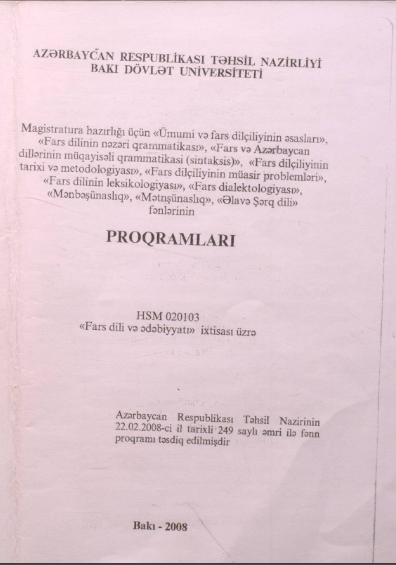 AZƏRBAYCAN RESPUBLİKASI TƏHSİL NAZİRLİYİ
BAKI DÖVLƏT UNİVERSİTETİ
Magistratura hazırlığı üçün «Ümumi və fars dilçiliyinin əsasları»,
«Fars dilinin nəzəri qrammatikası», «Fars və Azərbaycan
dillərinin müqayisəli qrammatikası (sintaksis)», «Fars dilçiliyinin
tarixi və metodologiyası», «Fars dilçiliyinin müasir problemləri»,
«Fars dilinin leksikologiyası», «Fars dialektologiyası»,
«Mənbəşünaslıq», «Mətnşünaslıq», «Əlavə Şərq dili»
fənlərinin
PROQRAMLARI
HSM 020103
«Fars dili və ədəbiyyatı» ixtisası üzrə
Azərbaycan Respublikası Təhsil Nazirinin
22.02.2008-ci il tarixli 249 saylı əmri ilə fənn
proqramı təsdiq edilmişdir
Bakı - 2008